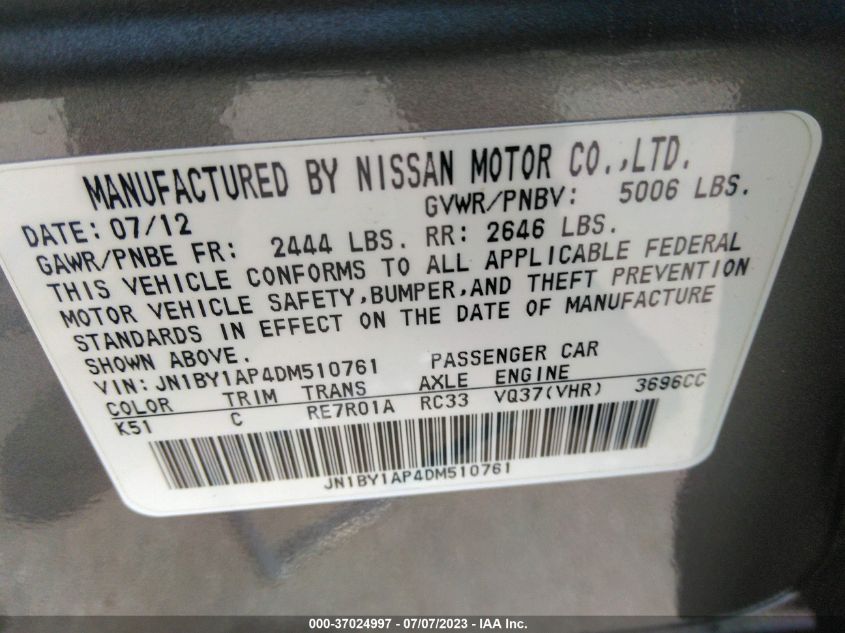 MANUFACTURED BY NISSAN MOTOR CO.,LTD.
DATE: 07/12 GVWR/PNBV: 5006 LBS.
GAWR/PNBE FR: 2444 LBS. RR: 2646 LBS.
THIS VEHICLE CONFORMS TO ALL APPLICABLE FEDERAL
MOTOR VEHICLE SAFETY,BUMPER,AND THEFT PREVENTION
STANDARDS IN EFFECT ON THE DATE OF MANUFACTURE
SHOWN ABOVE.
VIN: JN1BY1AP4DM510761 PASSENGER CAR
COLOR TRIM TRANS AXLE ENGINE
K51 C RE7R01A RC33 VQ37(VHR) 3696CC
JN1BY1AP4DM510761
000-37024997 - 07/07/2023 - IAA Inc.